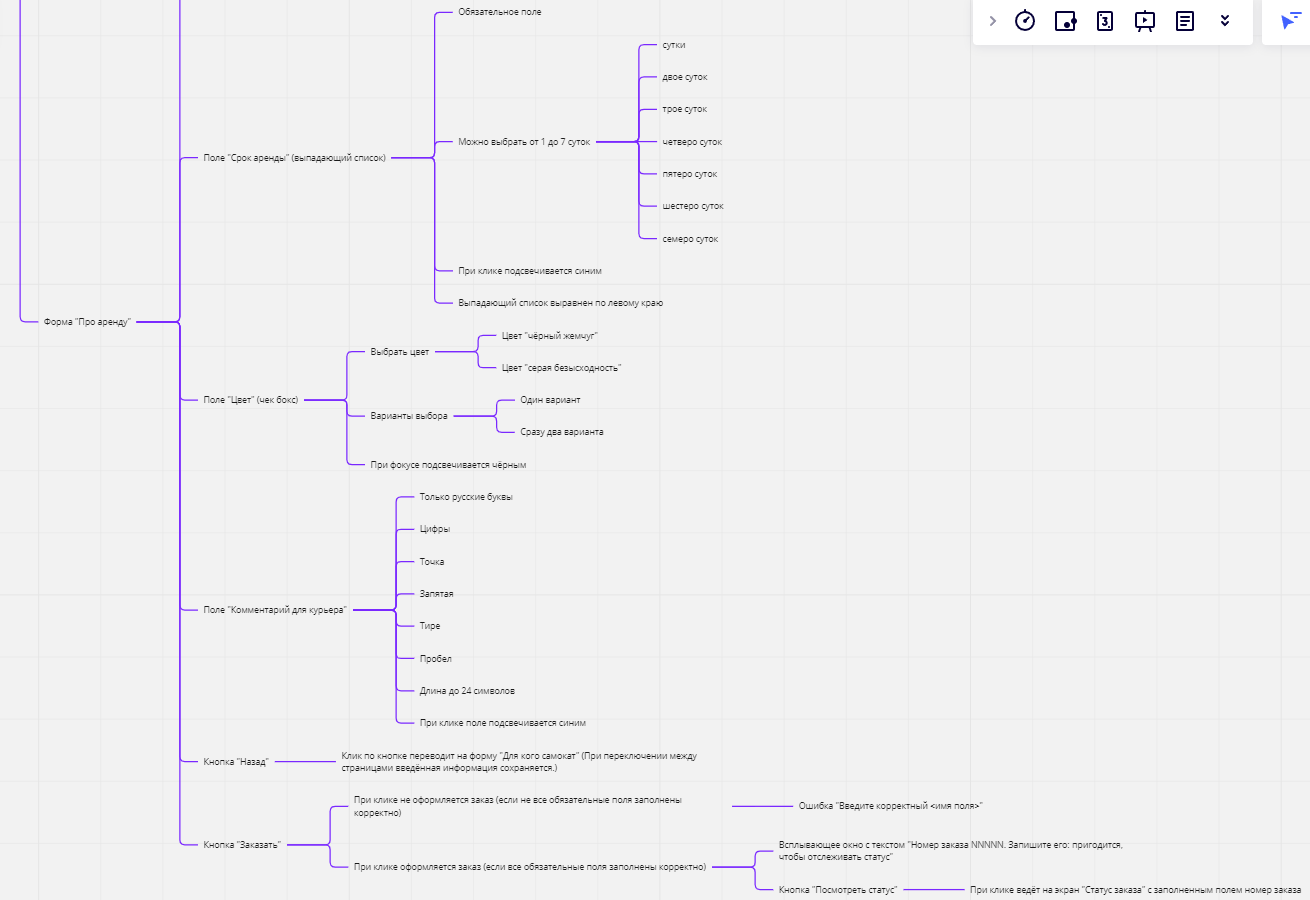 Обязательное поле
сутки
двое суток
трое суток
Поле "Срок аренды" (выпадающий список)
Можно выбрать от 1 до 7 суток
четверо суток
пятеро суток
шестеро суток
семеро суток
При клике подсвечивается синим
Выпадающий список выравнен по левому краю
Форма "Про аренду"
Выбрать цвет
Цвет "чёрный жемчуг"
Цвет "серая безысходность"
Поле "Цвет" (чек бокс)
Варианты выбора
Один вариант
Сразу два варианта
При фокусе подсвечивается чёрным
Только русские буквы
Цифры
Точка
Запятая
Поле "Комментарий для курьера"
Тире
Пробел
Длина до 24 символов
При клике поле подсвечивается синим
Кнопка "Назад"
Клик по кнопке переводит на форму "Для кого самокат" (При переключении между
страницами введённая информация сохраняется.)
При клике не оформляется заказ (если не все обязательные поля заполнены
корректно)
Ошибка "Введите корректный <имя поля>"
Кнопка "Заказать"
При клике оформляется заказ (если все обязательные поля заполнены корректно)
Всплывающее окно с текстом "Номер заказа NNNNN. Запишите его: пригодится,
чтобы отслеживать статус"
Кнопка "Посмотреть статус"
При клике ведёт на экран "Статус заказа" с заполненным полем номер заказа
3